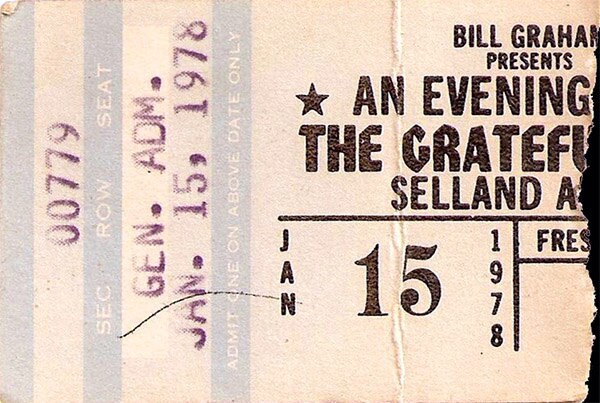 00779
SEC ROW SEAT
GEN. ADM.
JAN. 15, 1978
ADMIT ONE ON ABOVE DATE ONLY
BILL GRAHAM
PRESENTS
★ AN EVENING
THE GRATEFU
SELLAND A
JAN 15 1978 FRES